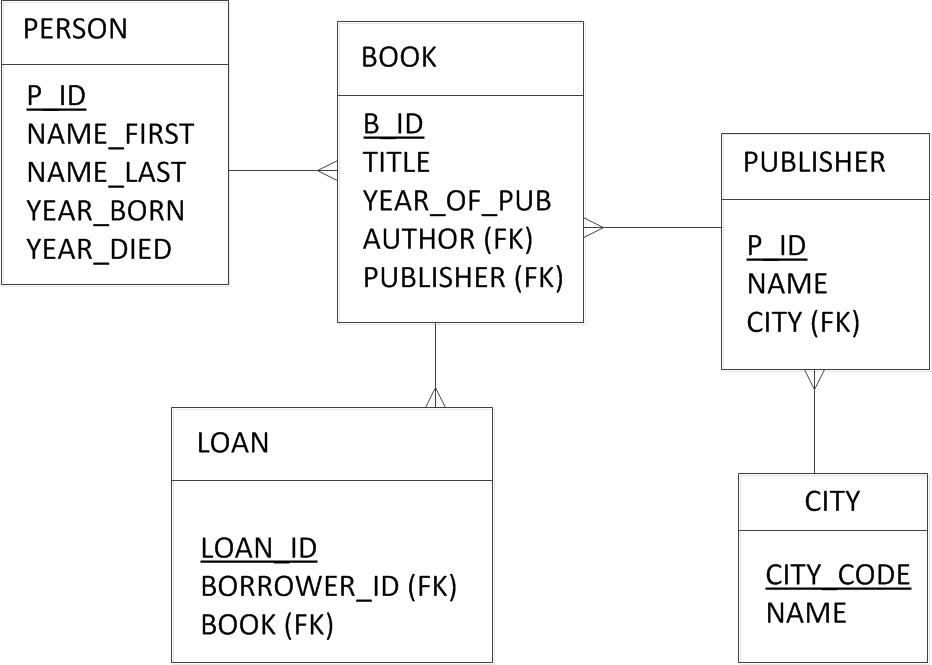 PERSON
P_ID
NAME_FIRST
NAME_LAST
YEAR_BORN
YEAR_DIED
BOOK
B_ID
TITLE
YEAR_OF_PUB
AUTHOR (FK)
PUBLISHER (FK)
PUBLISHER
P_ID
NAME
CITY (FK)
LOAN
LOAN_ID
BORROWER_ID (FK)
BOOK (FK)
CITY
CITY_CODE
NAME